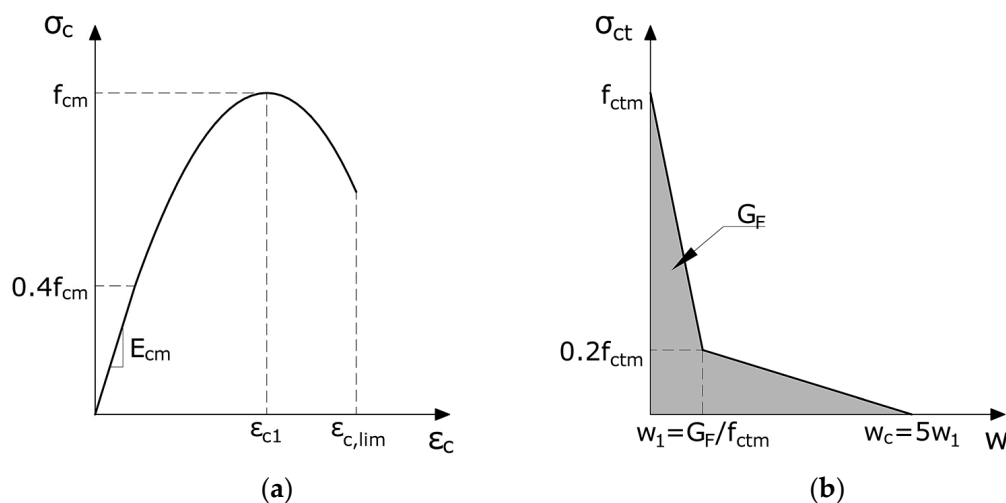 σc
fcm
0.4fcm
Ecm
εc1
εc,lim
εc
(a)
σct
fctm
GF
0.2fctm
w1=GF/fctm
wc=5w1
w
(b)